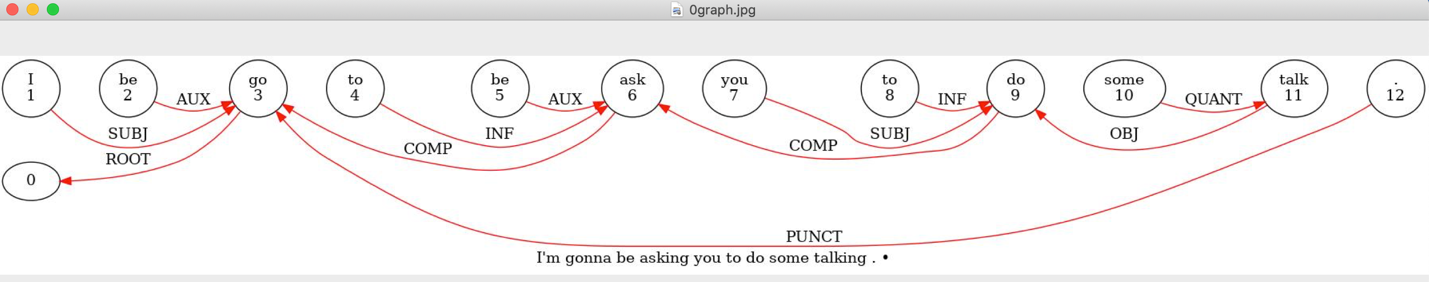 0graph.jpg
I be go to be ask you to do some talk .
1 2 3 4 5 6 7 8 9 10 11 12
AUX AUX INF QUANT
SUBJ INF SUBJ OBJ
COMP COMP
ROOT
0
PUNCT
I'm gonna be asking you to do some talking . •